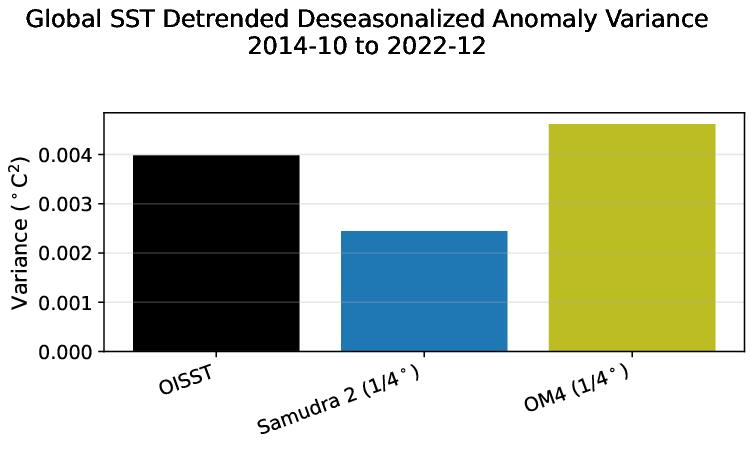 Global SST Detrended Deseasonalized Anomaly Variance
2014-10 to 2022-12
Variance (°C²)
0.004
0.003
0.002
0.001
0.000
OISST
Samudra 2 (1/4°)
OM4 (1/4°)